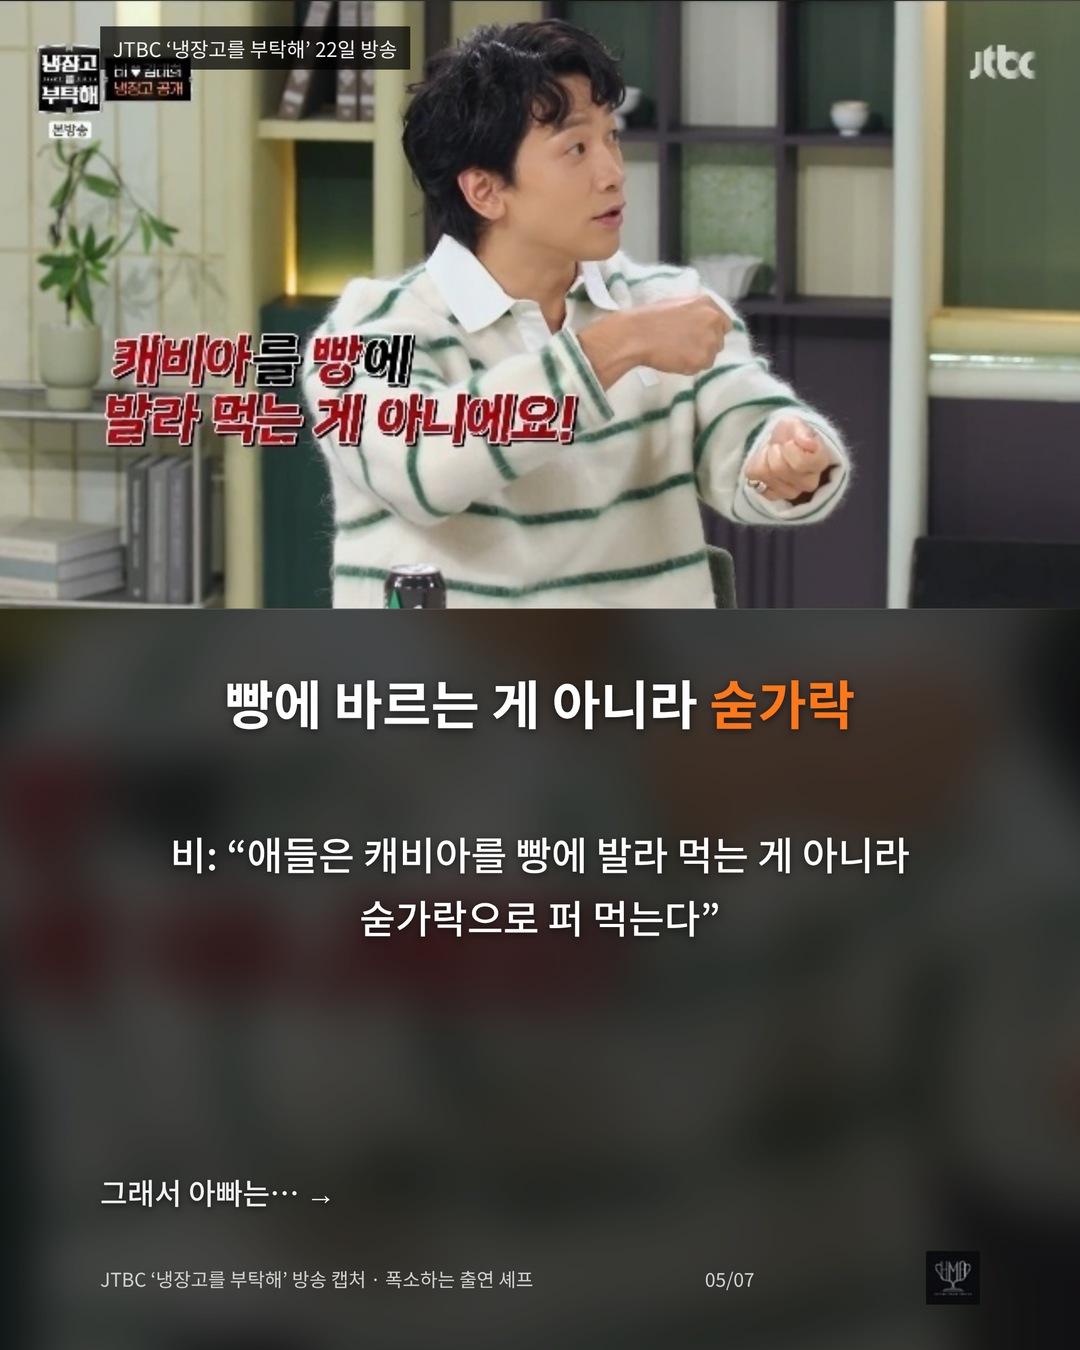 JTBC ‘냉장고를 부탁해’ 22일 방송
jtbc
냉장고
부탁해
비 ♥ 김태희
냉장고 공개
본방송
캐비아를 빵에
발라 먹는 게 아니에요!
빵에 바르는 게 아니라 숟가락
비: “애들은 캐비아를 빵에 발라 먹는 게 아니라
숟가락으로 퍼 먹는다”
그래서 아빠는… →
JTBC ‘냉장고를 부탁해’ 방송 캡처 · 폭소하는 출연 셰프
05/07
HMB